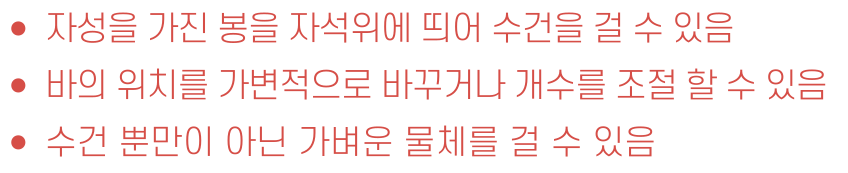 • 자성을 가진 봉을 자석위에 띄어 수건을 걸 수 있음
• 바의 위치를 가변적으로 바꾸거나 개수를 조절 할 수 있음
• 수건 뿐만이 아닌 가벼운 물체를 걸 수 있음